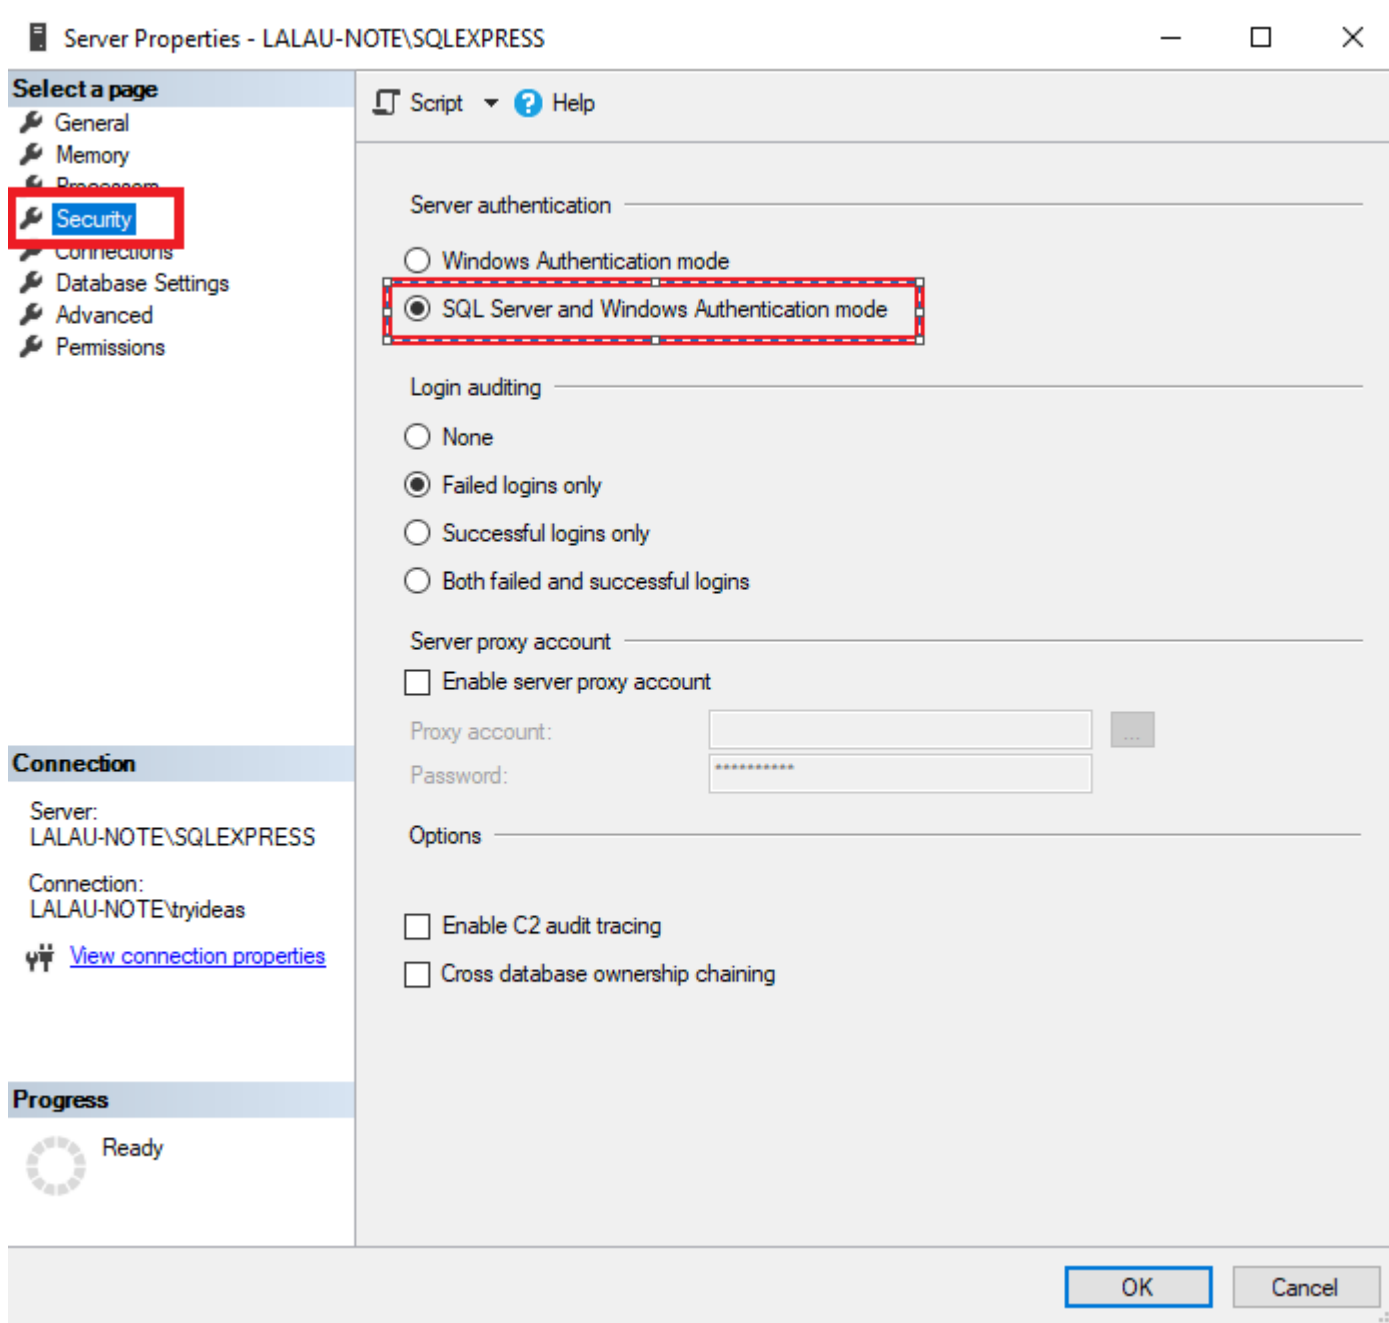 Server Properties - LALAU-NOTE\SQLEXPRESS
Select a page
General
Memory
Processors
Security
Connections
Database Settings
Advanced
Permissions
Script
Help
Server authentication
Windows Authentication mode
SQL Server and Windows Authentication mode
Login auditing
None
Failed logins only
Successful logins only
Both failed and successful logins
Server proxy account
Enable server proxy account
Proxy account:
...
Password:
**********
Options
Enable C2 audit tracing
Cross database ownership chaining
Connection
Server:
LALAU-NOTE\SQLEXPRESS
Connection:
LALAU-NOTE\tryideas
View connection properties
Progress
Ready
OK
Cancel